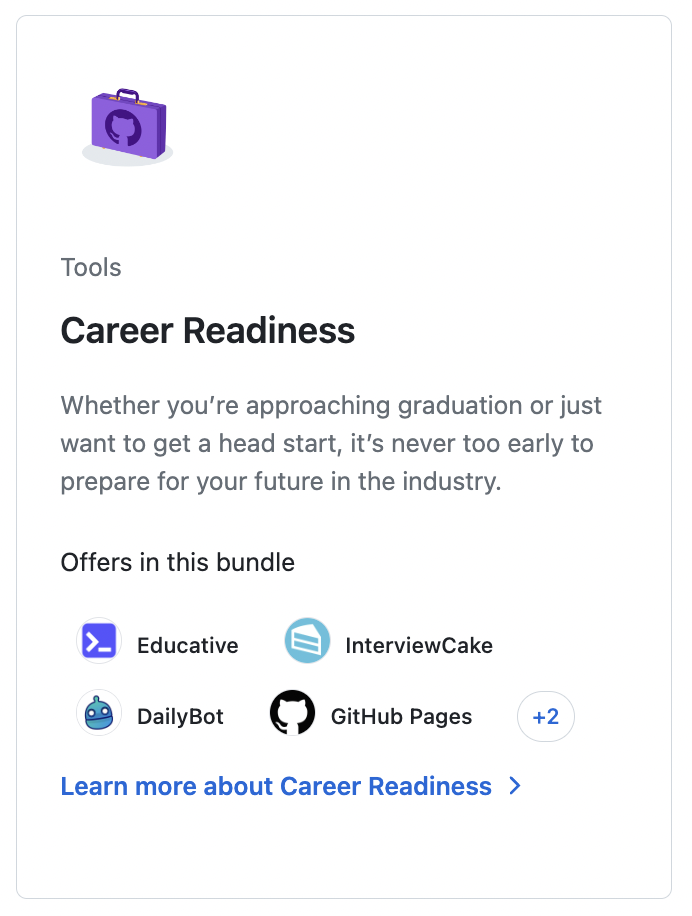 Tools
Career Readiness
Whether you’re approaching graduation or just
want to get a head start, it’s never too early to
prepare for your future in the industry.
Offers in this bundle
Educative
InterviewCake
DailyBot
GitHub Pages
+2
Learn more about Career Readiness